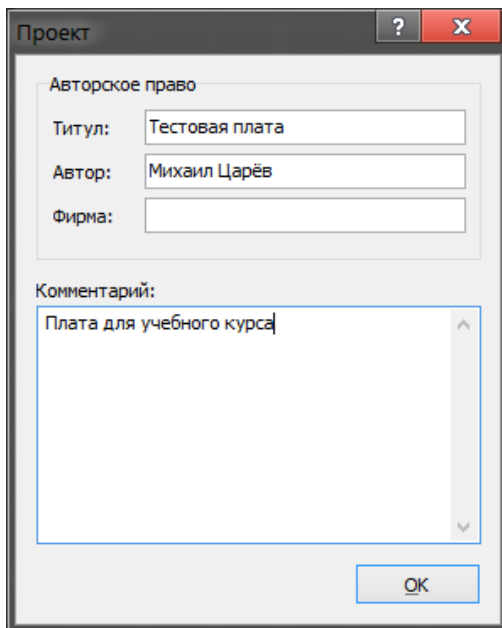 Проект
?
X
Авторское право
Титул: Тестовая плата
Автор: Михаил Царёв
Фирма:
Комментарий:
Плата для учебного курса
OK